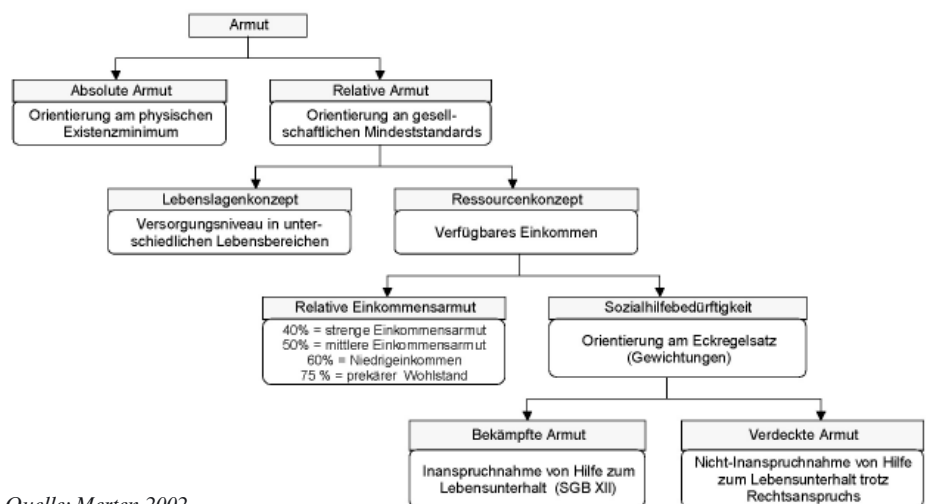 Armut
Absolute Armut
Orientierung am physischen
Existenzminimum
Relative Armut
Orientierung an gesell-
schaftlichen Mindeststandards
Lebenslagenkonzept
Versorgungsniveau in unter-
schiedlichen Lebensbereichen
Ressourcenkonzept
Verfügbares Einkommen
Relative Einkommensarmut
40% = strenge Einkommensarmut
50% = mittlere Einkommensarmut
60% = Niedrigeinkommen
75 % = prekärer Wohlstand
Sozialhilfebedürftigkeit
Orientierung am Eckregelsatz
(Gewichtungen)
Bekämpfte Armut
Inanspruchnahme von Hilfe zum
Lebensunterhalt (SGB XII)
Verdeckte Armut
Nicht-Inanspruchnahme von Hilfe
zum Lebensunterhalt trotz
Rechtsanspruchs
Quelle: Merten 2002